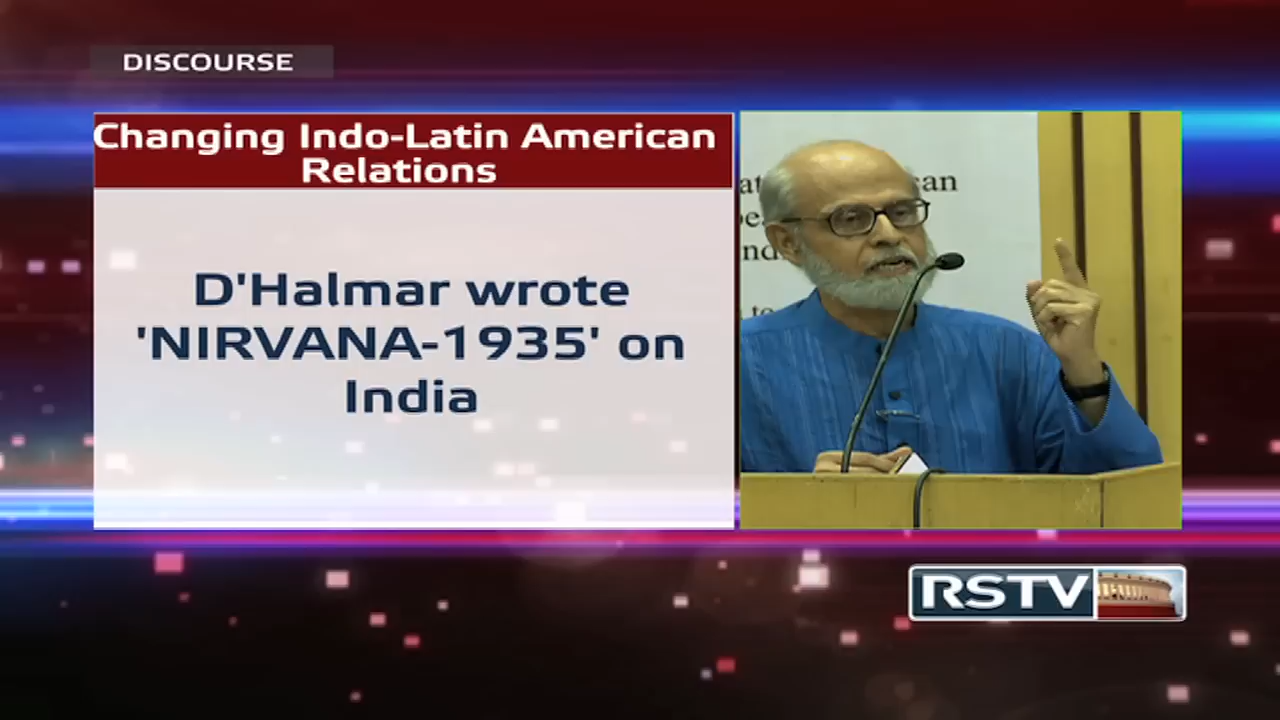 DISCOURSE
Changing Indo-Latin American
Relations
D'Halmar wrote
'NIRVANA-1935' on
India
RSTV